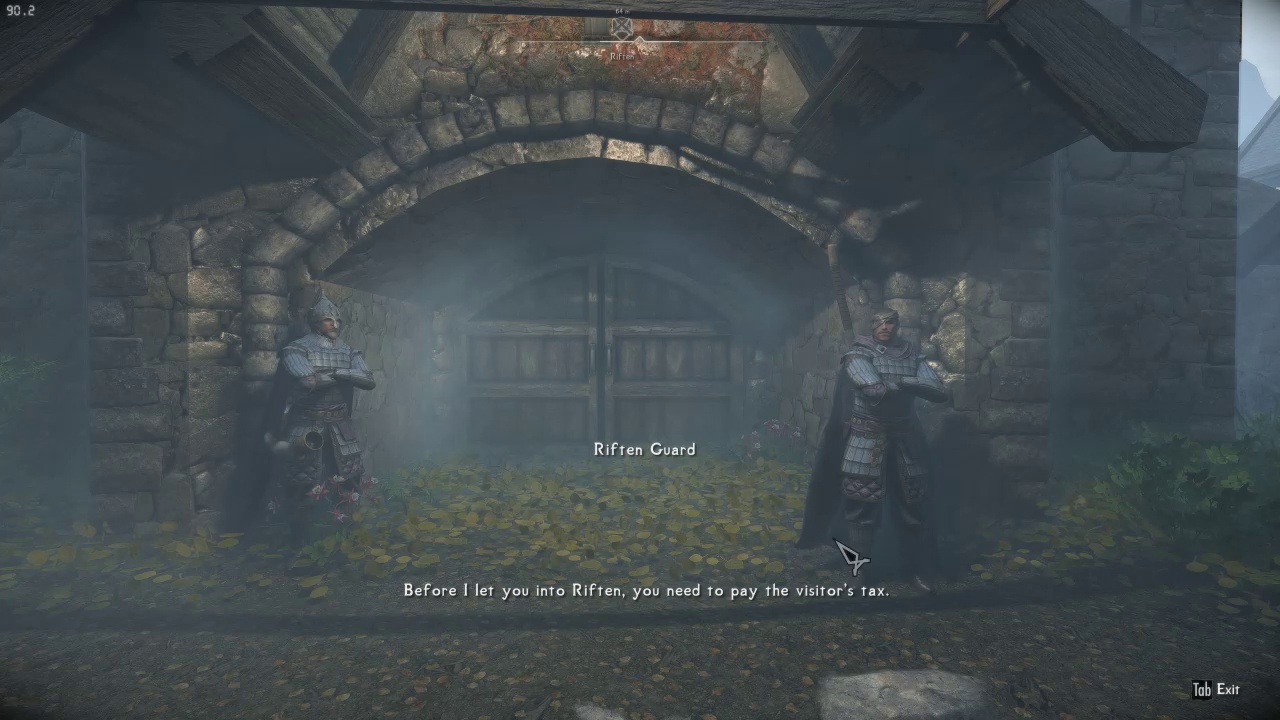 90.2
64 m
Riften
Riften Guard
Before I let you into Riften, you need to pay the visitor's tax.
Tab Exit